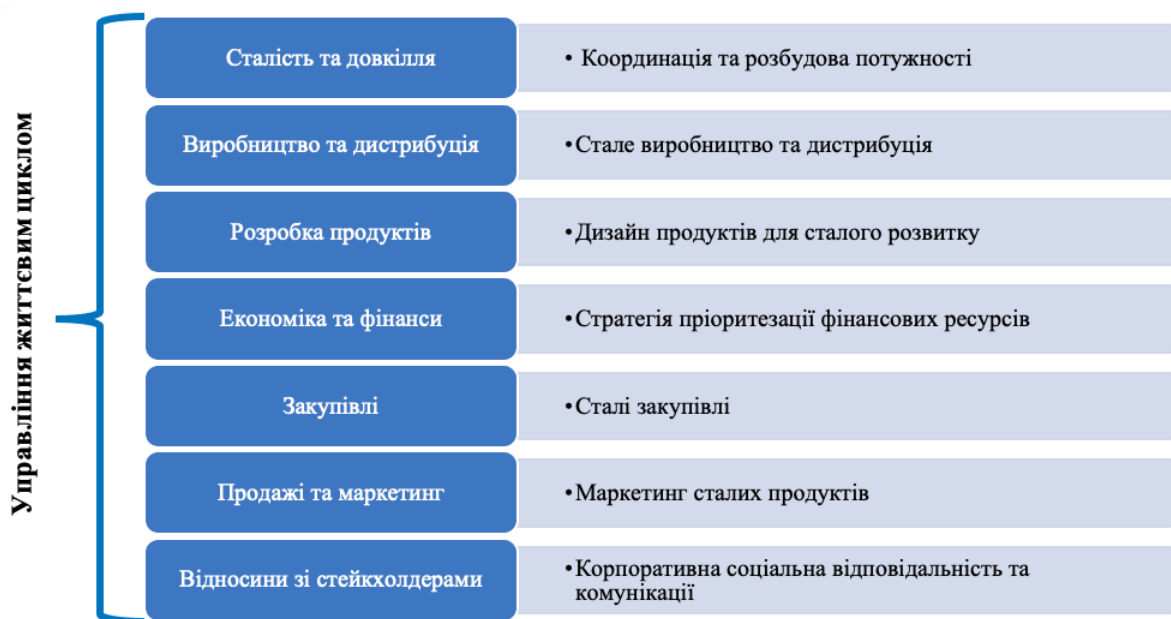 Управління життєвим циклом
Сталість та довкілля
• Координація та розбудова потужності
Виробництво та дистрибуція
•Стале виробництво та дистрибуція
Розробка продуктів
•Дизайн продуктів для сталого розвитку
Економіка та фінанси
•Стратегія пріоритезації фінансових ресурсів
Закупівлі
•Сталі закупівлі
Продажі та маркетинг
•Маркетинг сталих продуктів
Відносини зі стейкхолдерами
•Корпоративна соціальна відповідальність та
комунікації